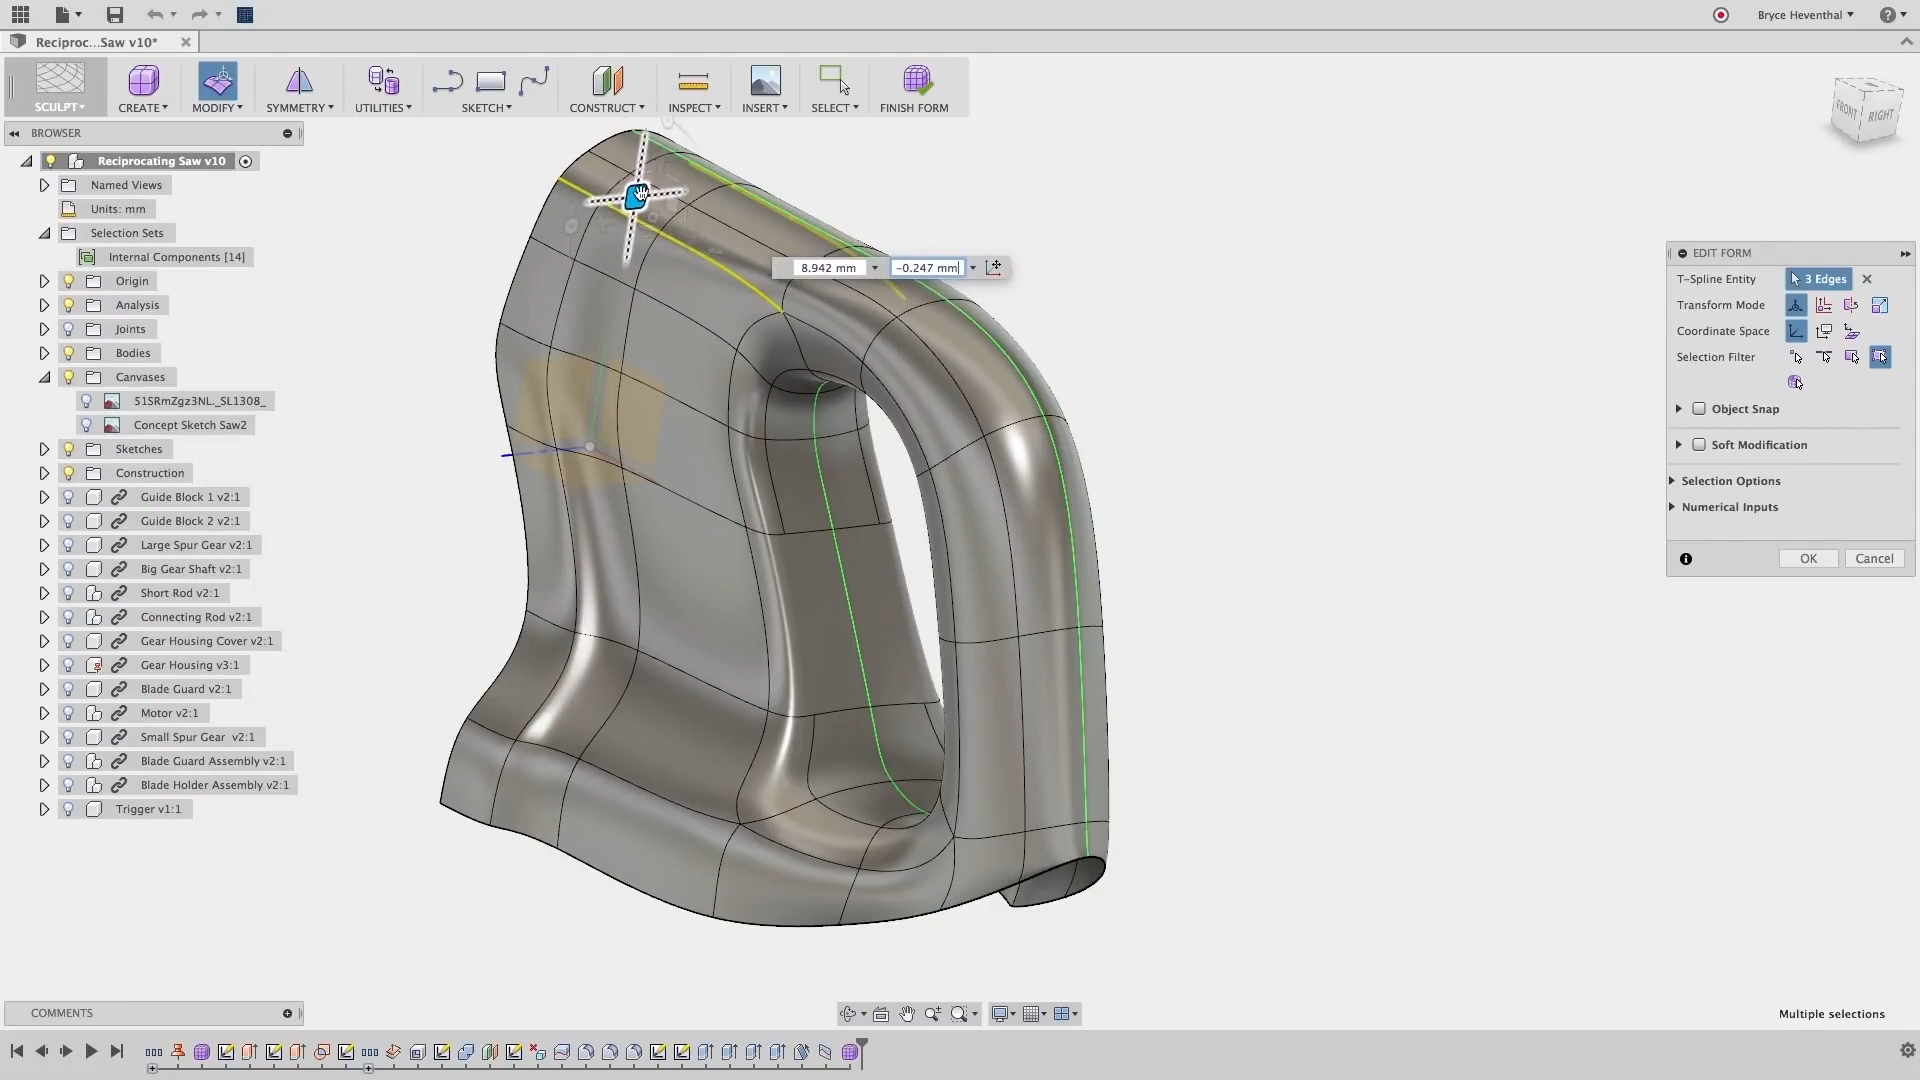 Bryce Heventhal
Reciproc...Saw v10*
SCULPT
CREATE
MODIFY
SYMMETRY
UTILITIES
SKETCH
CONSTRUCT
INSPECT
INSERT
SELECT
FINISH FORM
FRONT
RIGHT
BROWSER
Reciprocating Saw v10
Named Views
Units: mm
Selection Sets
Internal Components [14]
Origin
Analysis
Joints
Bodies
Canvases
51SRmZgz3NL._SL1308_
Concept Sketch Saw2
Sketches
Construction
Guide Block 1 v2:1
Guide Block 2 v2:1
Large Spur Gear v2:1
Big Gear Shaft v2:1
Short Rod v2:1
Connecting Rod v2:1
Gear Housing Cover v2:1
Gear Housing v3:1
Blade Guard v2:1
Motor v2:1
Small Spur Gear v2:1
Blade Guard Assembly v2:1
Blade Holder Assembly v2:1
Trigger v1:1
8.942 mm
-0.247 mm
EDIT FORM
T-Spline Entity
3 Edges
Transform Mode
Coordinate Space
Selection Filter
Object Snap
Soft Modification
Selection Options
Numerical Inputs
OK
Cancel
COMMENTS
Multiple selections